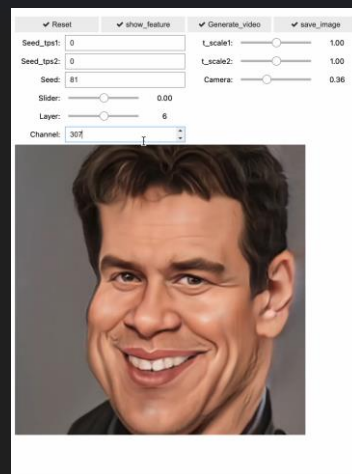 ✔ Reset ✔ show_feature ✔ Generate_video ✔ save_image
Seed_tps1: 0 t_scale1: 1.00
Seed_tps2: 0 t_scale2: 1.00
Seed: 81 Camera: 0.36
Slider: 0.00
Layer: 6
Channel: 307